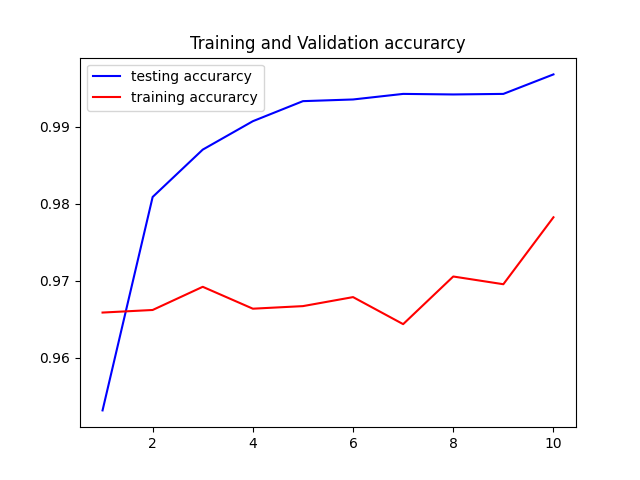 Training and Validation accurarcy
testing accurarcy
training accurarcy
0.99
0.98
0.97
0.96
2 4 6 8 10